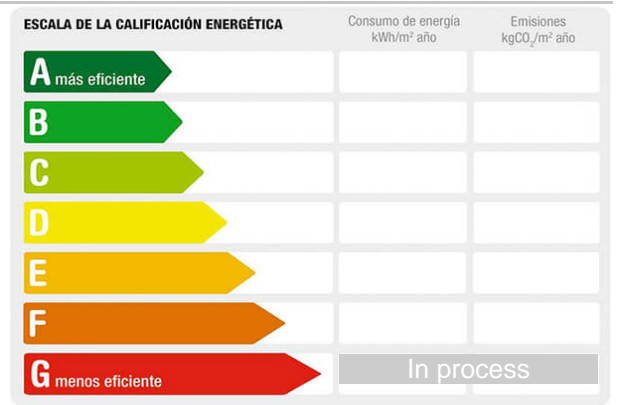 ESCALA DE LA CALIFICACIÓN ENERGÉTICA
Consumo de energía
kWh/m² año
Emisiones
kgCO₂/m² año
A más eficiente
B
C
D
E
F
G menos eficiente
In process